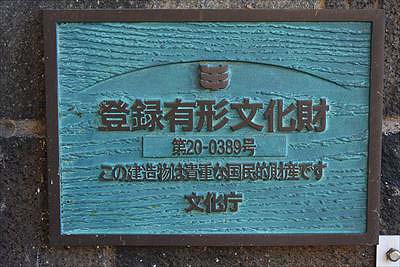 登録有形文化財
第20-0389号
この建造物は貴重な国民的財産です
文化庁